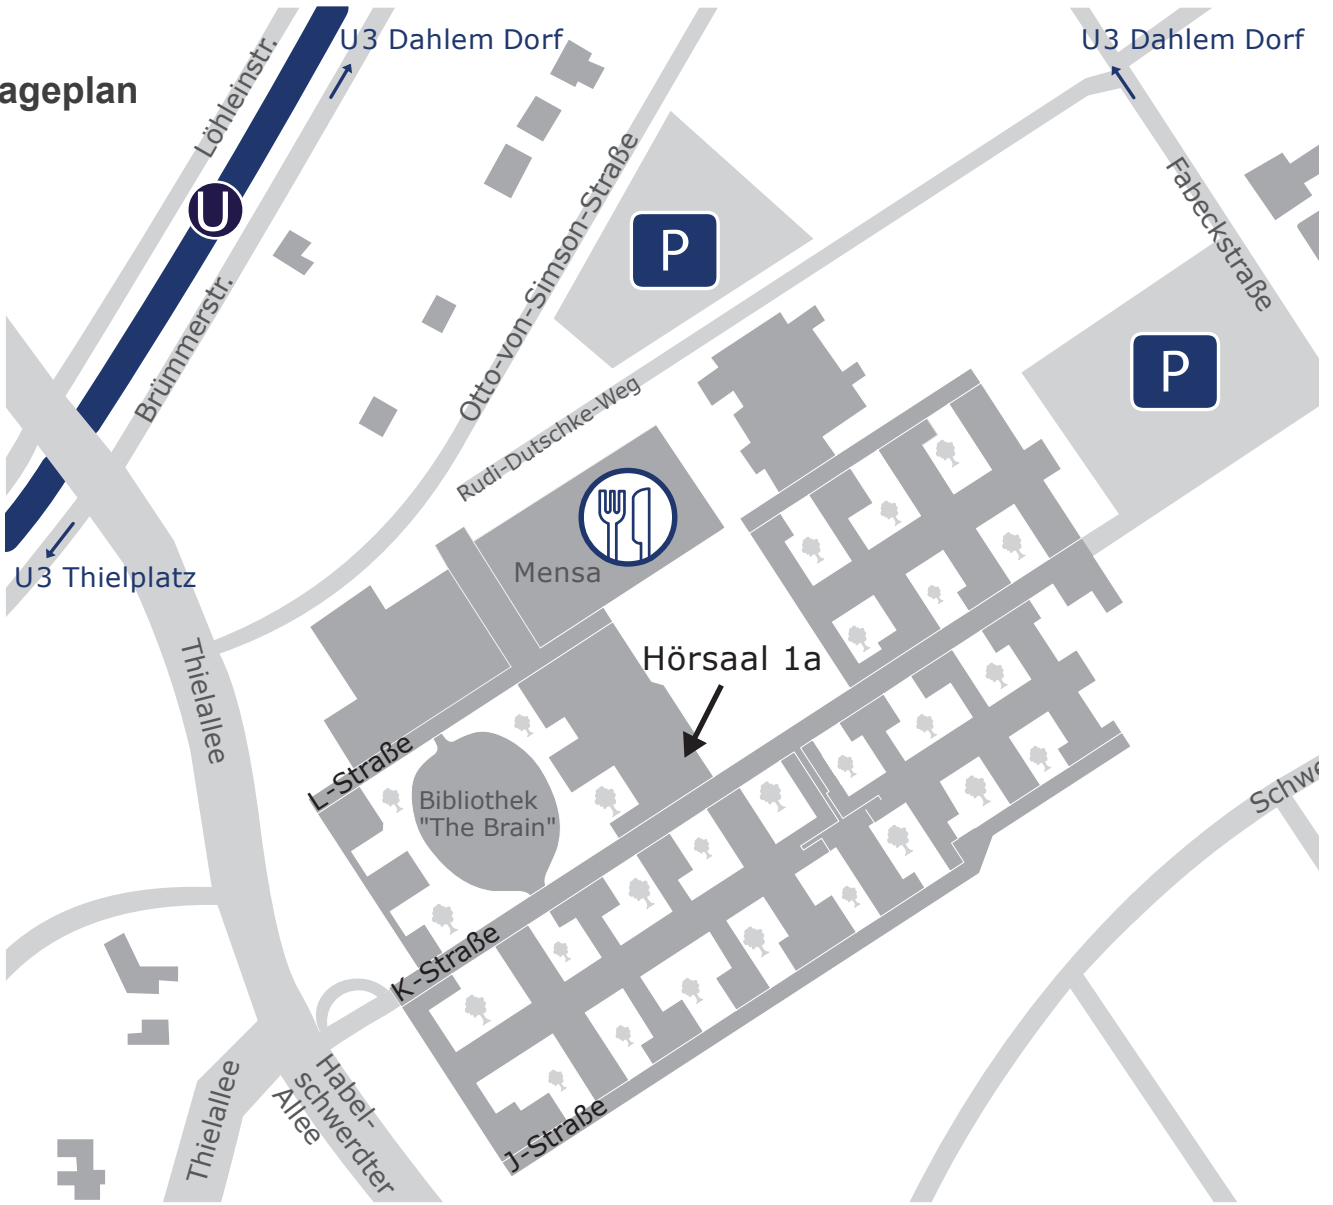 U3 Dahlem Dorf
U3 Dahlem Dorf
ageplan
Löhleinstr.
U
Brümmerstr.
Otto-von-Simson-Straße
P
Fabeckstraße
P
Rudi-Dutschke-Weg
Mensa
U3 Thielplatz
Thielallee
Hörsaal 1a
L-Straße
Bibliothek
"The Brain"
Schwe
K-Straße
J-Straße
Thielallee
Habel-
schwerdter
Allee